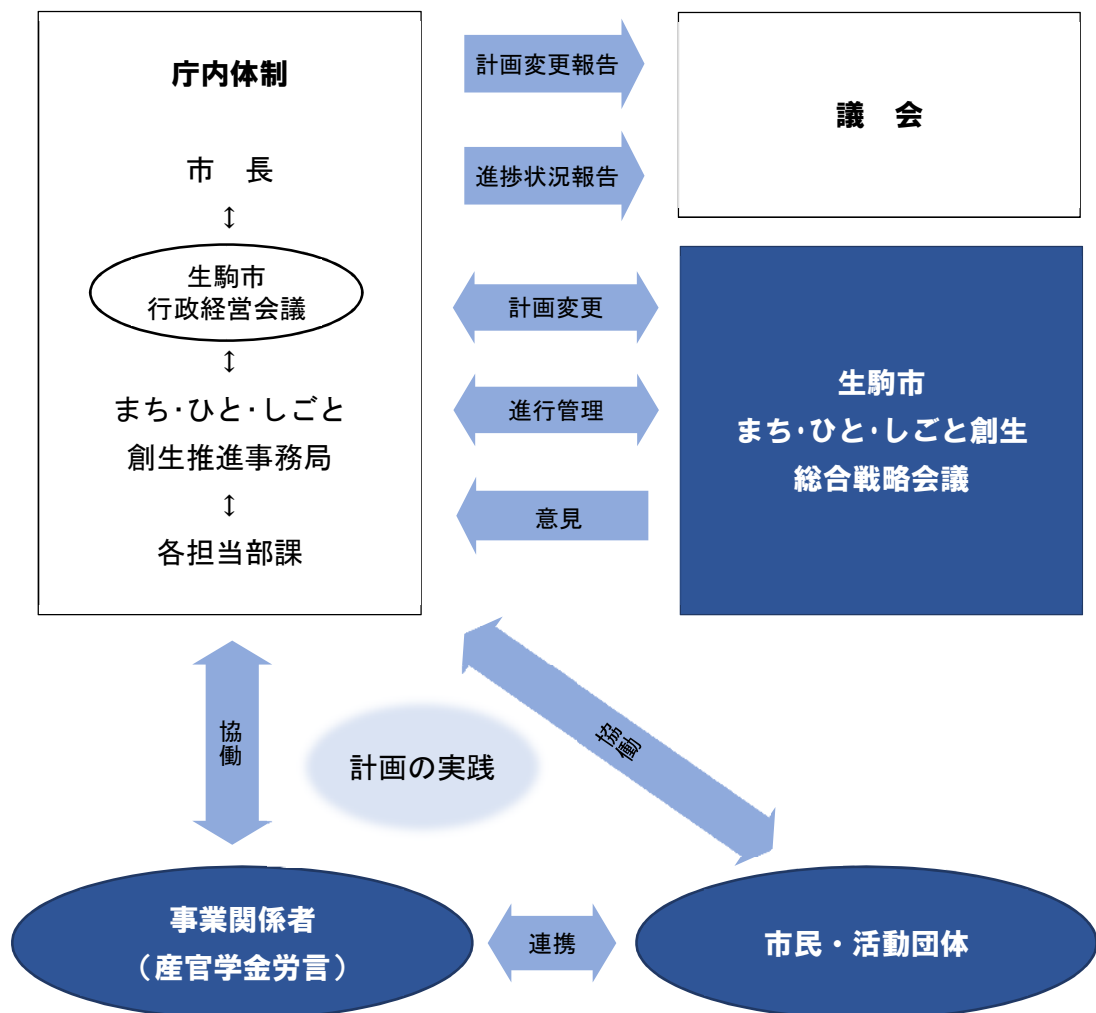 庁内体制
市　長
↕
生駒市
行政経営会議
↕
まち・ひと・しごと
創生推進事務局
↕
各担当部課
計画変更報告
進捗状況報告
議　会
計画変更
進行管理
意見
生駒市
まち・ひと・しごと創生
総合戦略会議
協働
計画の実践
協働
事業関係者
（産官学金労言）
連携
市民・活動団体